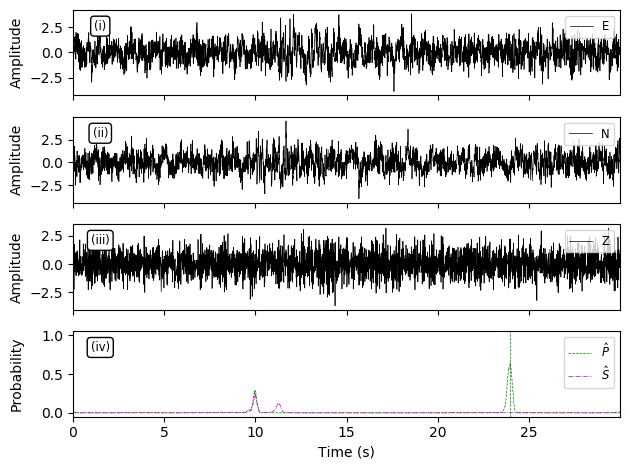 (i)
E
Amplitude
2.5
0.0
−2.5
(ii)
N
Amplitude
2.5
0.0
−2.5
(iii)
Z
Amplitude
2.5
0.0
−2.5
(iv)
P̂
Ŝ
Probability
1.0
0.5
0.0
0 5 10 15 20 25
Time (s)